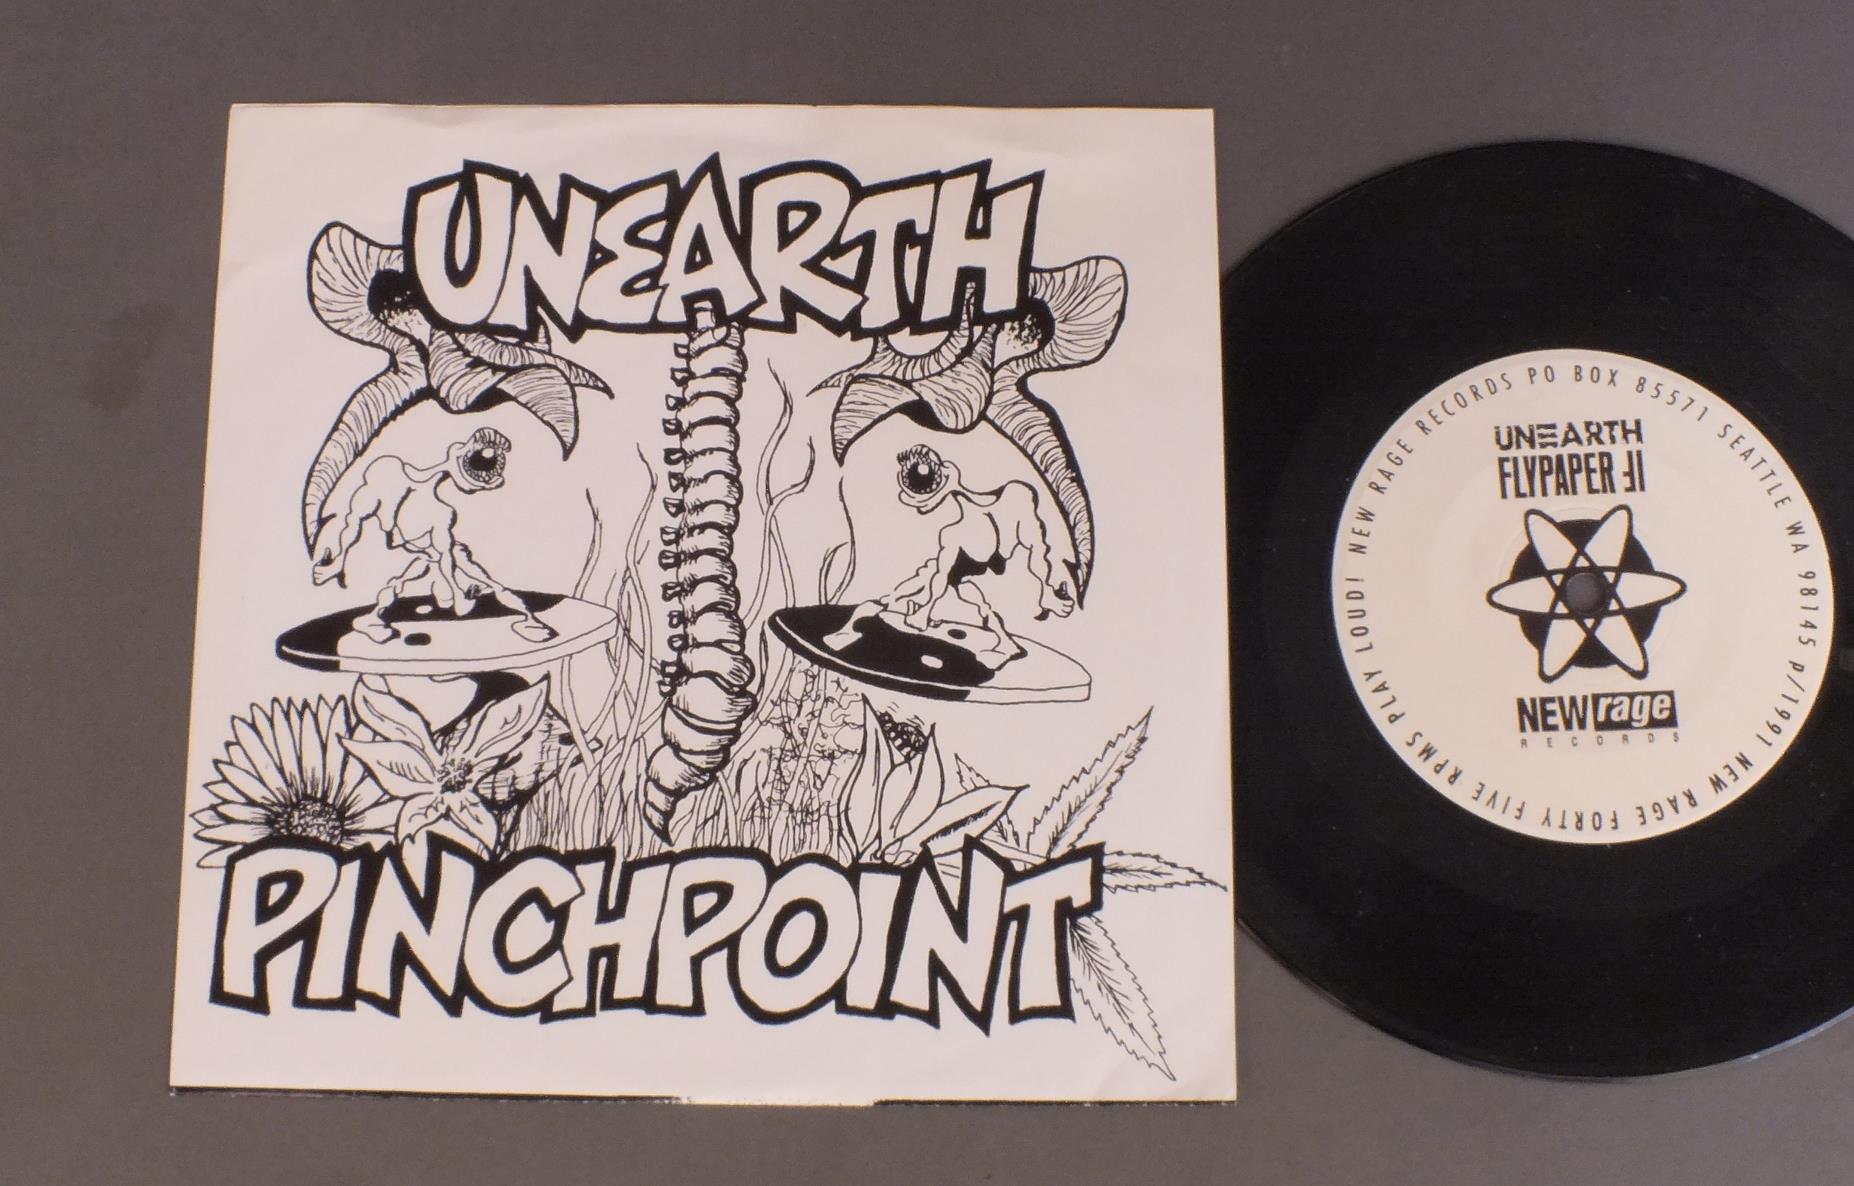 UNEARTH
PINCHPOINT
NEW RAGE RECORDS PO BOX 85571 SEATTLE WA 98145 p/1991 NEW RAGE FORTY FIVE RPMS PLAY LOUD!
UNEARTH
FLYPAPER
NEW rage
RECORDS